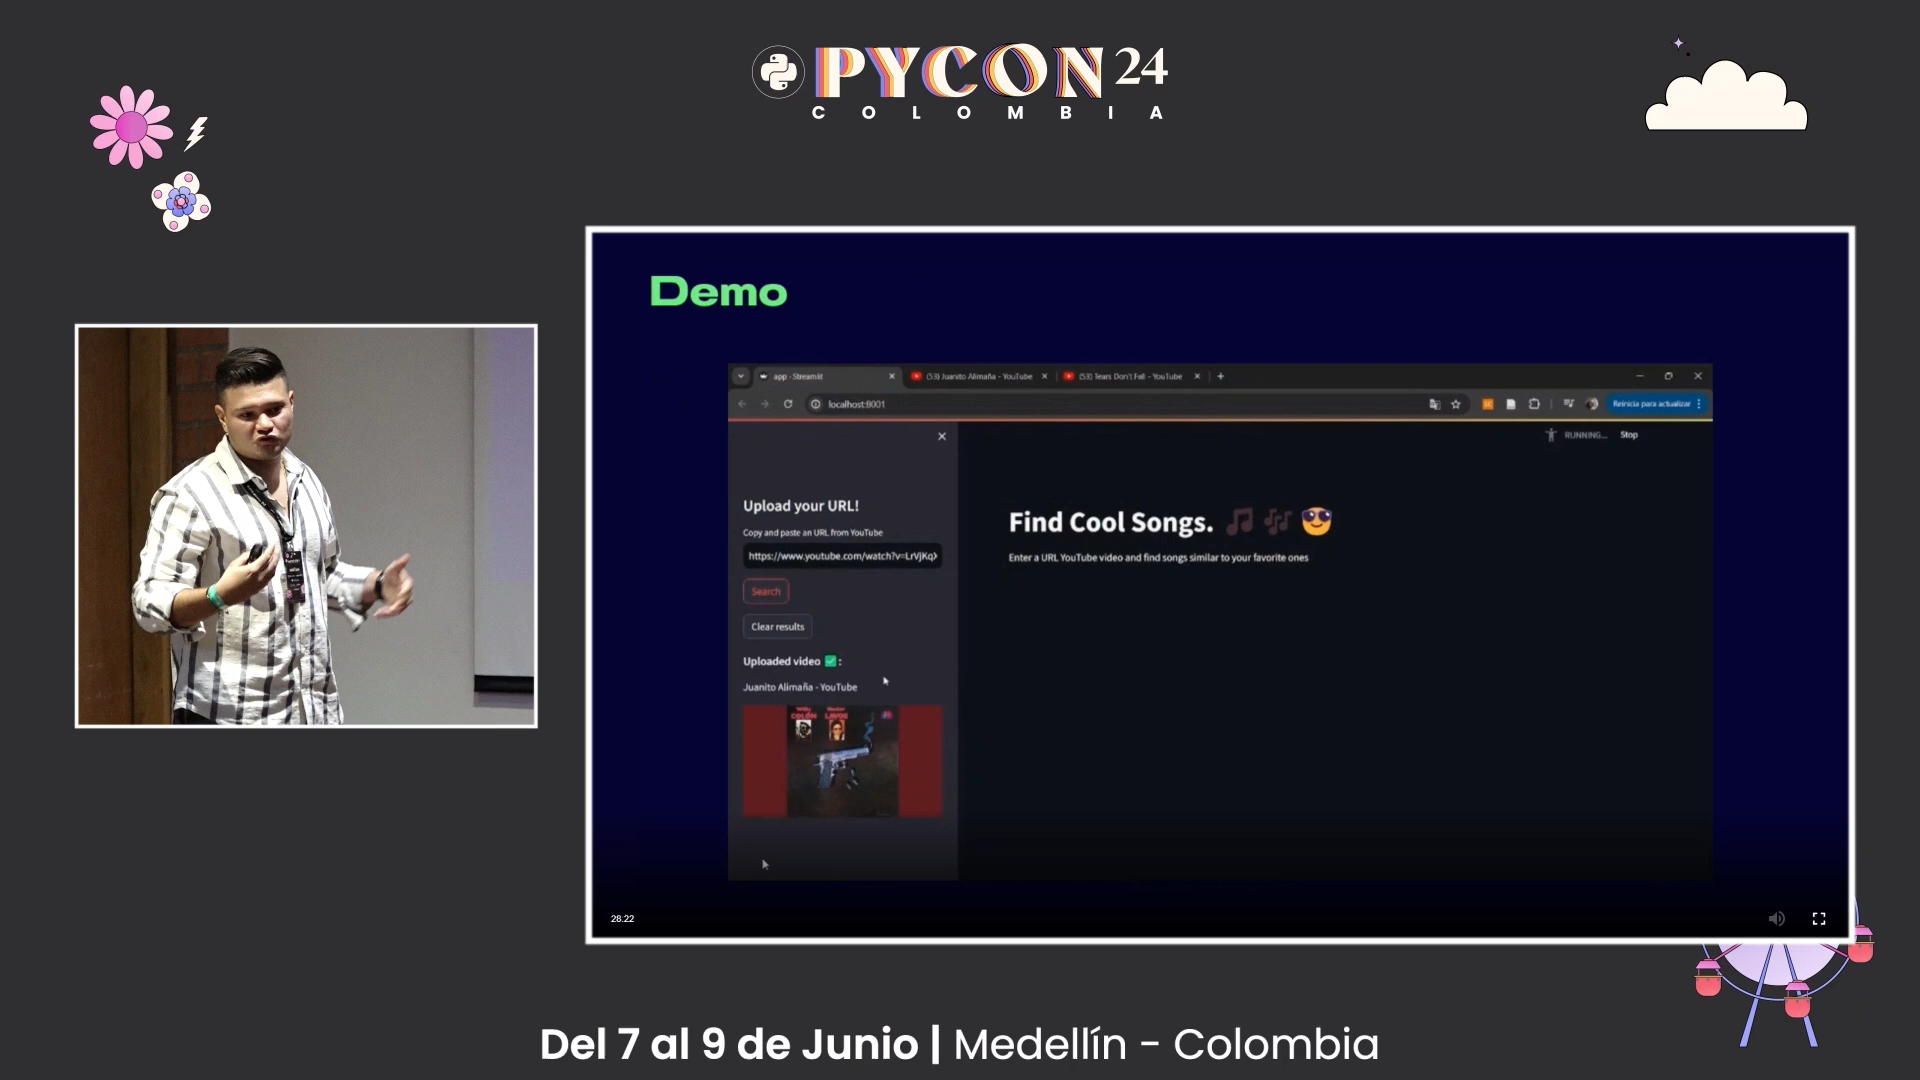 PYCON 24
COLOMBIA
Demo
app · Streamlit
(53) Juanito Alimaña - YouTube
(53) Tears Don't Fall - YouTube
localhost:8001
Reinicia para actualizar
RUNNING...
Stop
Upload your URL!
Copy and paste an URL from YouTube
https://www.youtube.com/watch?v=LrVjKqX
Search
Clear results
Uploaded video ✅:
Juanito Alimaña - YouTube
COLÓN
LAVOE
Find Cool Songs. 🎵 🎶 😎
Enter a URL YouTube video and find songs similar to your favorite ones
28.22
Del 7 al 9 de Junio | Medellín - Colombia